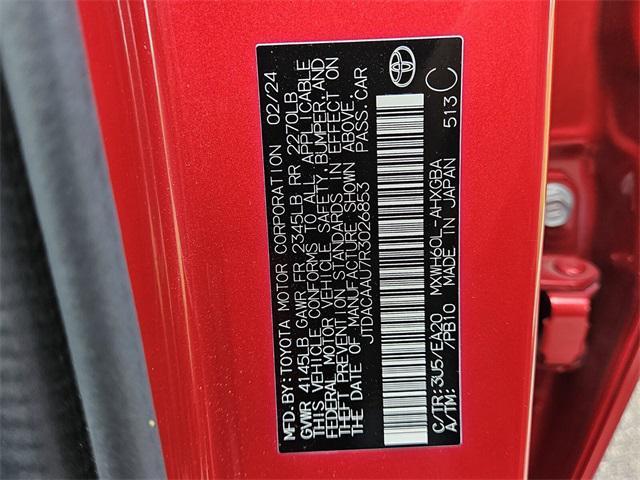 MFD. BY: TOYOTA MOTOR CORPORATION 02/24
GVWR 4145LB GAWR FR 2345LB RR 2270LB
THIS VEHICLE CONFORMS TO ALL APPLICABLE
FEDERAL MOTOR VEHICLE SAFETY, BUMPER, AND
THEFT PREVENTION STANDARDS IN EFFECT ON
THE DATE OF MANUFACTURE SHOWN ABOVE.
JTDACAAU7R3026853 PASS. CAR
C/TR: 3U5/EA20 MXWH60L-AHXGBA
A/TM: /PB10 MADE IN JAPAN 513 C